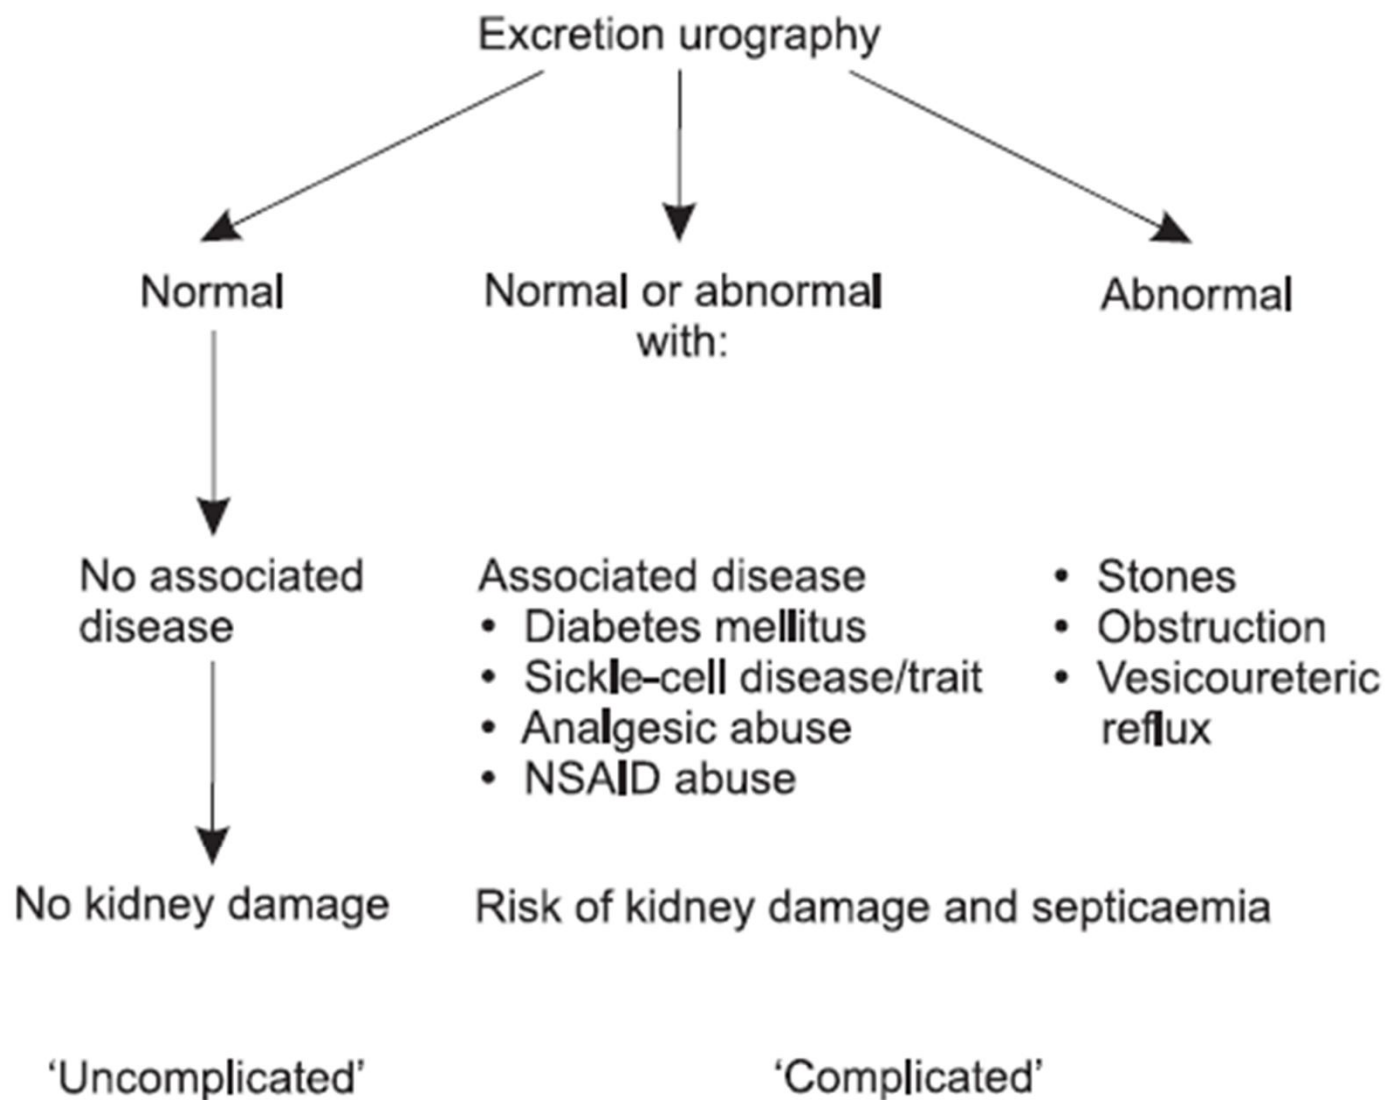 Excretion urography
Normal
Normal or abnormal
with:
Abnormal
No associated
disease
Associated disease
• Diabetes mellitus
• Sickle–cell disease/trait
• Analgesic abuse
• NSAID abuse
• Stones
• Obstruction
• Vesicoureteric
reflux
No kidney damage
Risk of kidney damage and septicaemia
‘Uncomplicated’
‘Complicated’